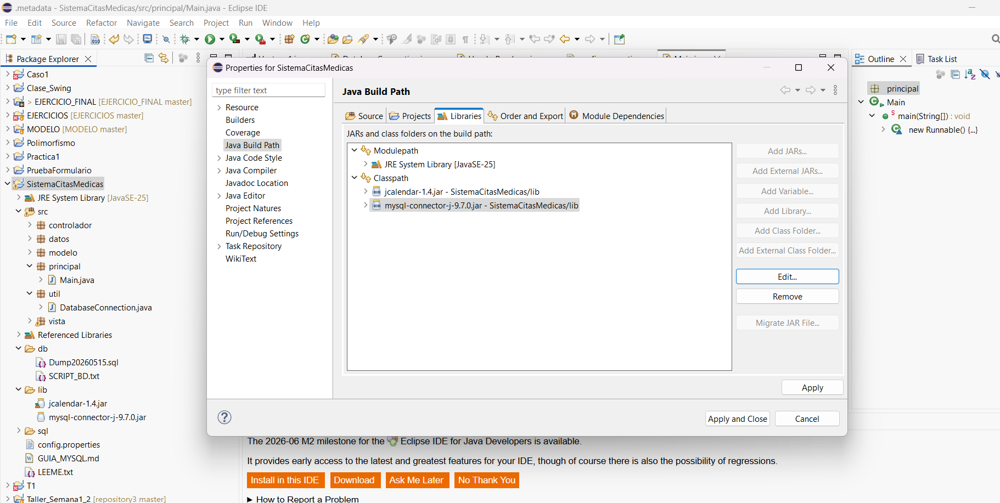 .metadata - SistemaCitasMedicas/src/principal/Main.java - Eclipse IDE
File Edit Source Refactor Navigate Search Project Run Window Help
Package Explorer
Caso1
Clase_Swing
> EJERCICIO_FINAL [EJERCICIO_FINAL master]
EJERCICIOS [EJERCICIOS master]
MODELO [MODELO master]
Polimorfismo
Practica1
PruebaFormulario
SistemaCitasMedicas
JRE System Library [JavaSE-25]
src
controlador
datos
modelo
principal
Main.java
util
DatabaseConnection.java
vista
Referenced Libraries
db
Dump20260515.sql
SCRIPT_BD.txt
lib
jcalendar-1.4.jar
mysql-connector-j-9.7.0.jar
sql
config.properties
GUIA_MYSQL.md
LEEME.txt
T1
Taller_Semana1_2 [repository3 master]
Properties for SistemaCitasMedicas
type filter text
Resource
Builders
Coverage
Java Build Path
Java Code Style
Java Compiler
Javadoc Location
Java Editor
Project Natures
Project References
Run/Debug Settings
Task Repository
WikiText
Java Build Path
Source Projects Libraries Order and Export Module Dependencies
JARs and class folders on the build path:
Modulepath
JRE System Library [JavaSE-25]
Classpath
jcalendar-1.4.jar - SistemaCitasMedicas/lib
mysql-connector-j-9.7.0.jar - SistemaCitasMedicas/lib
Add JARs...
Add External JARs...
Add Variable...
Add Library...
Add Class Folder...
Add External Class Folder...
Edit...
Remove
Migrate JAR File...
Apply
Apply and Close Cancel
Outline Task List
principal
Main
main(String[]) : void
new Runnable() {...}
The 2026-06 M2 milestone for the Eclipse IDE for Java Developers is available.
It provides early access to the latest and greatest features for your IDE, though of course there is also the possibility of regressions.
Install in this IDE Download Ask Me Later No Thank You
How to Report a Problem